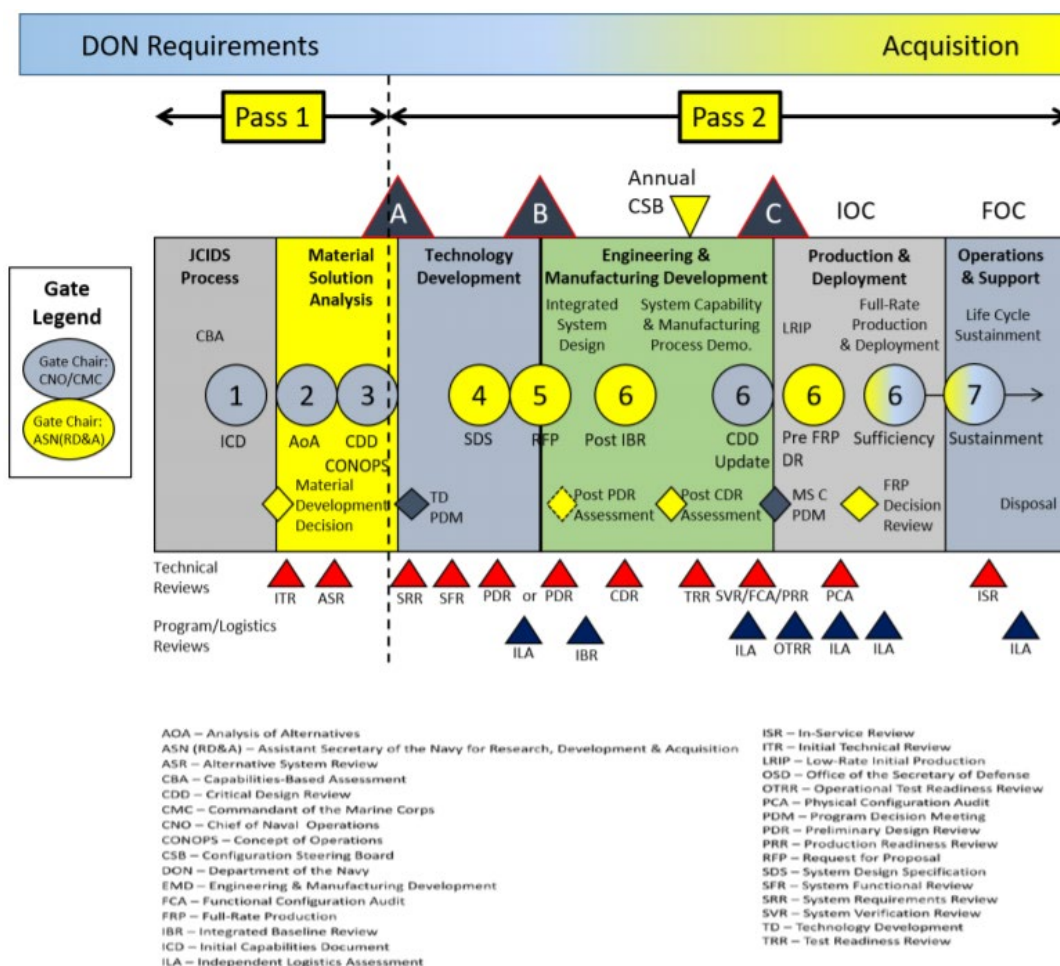 DON Requirements
Acquisition
Pass 1
Pass 2
Annual
CSB
A
B
C
IOC
FOC
Gate
Legend
Gate Chair:
CNO/CMC
Gate Chair:
ASN(RD&A)
JCIDS
Process
CBA
Material
Solution
Analysis
Technology
Development
Engineering &
Manufacturing Development
Integrated
System
Design
System Capability
& Manufacturing
Process Demo.
Production &
Deployment
LRIP
Full-Rate
Production
& Deployment
Operations
& Support
Life Cycle
Sustainment
1
2
3
4
5
6
6
6
6
7
ICD
AoA
CDD
CONOPS
SDS
RFP
Post IBR
CDD
Update
Pre FRP
DR
Sufficiency
Sustainment
Material
Development
Decision
TD
PDM
Post PDR
Assessment
Post CDR
Assessment
MS C
PDM
FRP
Decision
Review
Disposal
Technical
Reviews
ITR
ASR
SRR
SFR
PDR or PDR
CDR
TRR
SVR/FCA/PRR
PCA
ISR
Program/Logistics
Reviews
ILA
IBR
ILA
OTRR
ILA
ILA
ILA
AOA – Analysis of Alternatives
ASN (RD&A) – Assistant Secretary of the Navy for Research, Development & Acquisition
ASR – Alternative System Review
CBA – Capabilities-Based Assessment
CDD – Critical Design Review
CMC – Commandant of the Marine Corps
CNO – Chief of Naval Operations
CONOPS – Concept of Operations
CSB – Configuration Steering Board
DON – Department of the Navy
EMD – Engineering & Manufacturing Development
FCA – Functional Configuration Audit
FRP – Full-Rate Production
IBR – Integrated Baseline Review
ICD – Initial Capabilities Document
ILA – Independent Logistics Assessment
ISR – In-Service Review
ITR – Initial Technical Review
LRIP – Low-Rate Initial Production
OSD – Office of the Secretary of Defense
OTRR – Operational Test Readiness Review
PCA – Physical Configuration Audit
PDM – Program Decision Meeting
PDR – Preliminary Design Review
PRR – Production Readiness Review
RFP – Request for Proposal
SDS – System Design Specification
SFR – System Functional Review
SRR – System Requirements Review
SVR – System Verification Review
TD – Technology Development
TRR – Test Readiness Review